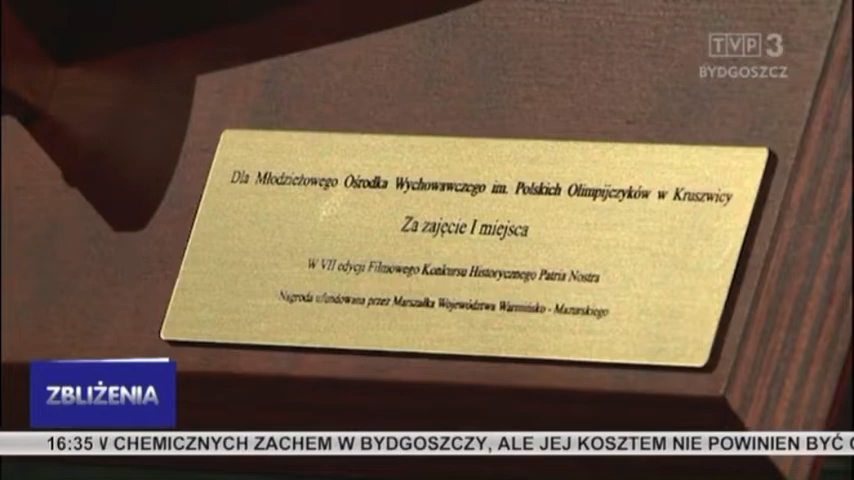 TVP3
BYDGOSZCZ
Dla Młodzieżowego Ośrodka Wychowawczego im. Polskich Olimpijczyków w Kruszwicy
Za zajęcie I miejsca
W VII edycji Filmowego Konkursu Historycznego Patria Nostra
Nagroda ufundowana przez Marszałka Województwa Warmińsko - Mazurskiego
ZBLIŻENIA
16:35 W CHEMICZNYCH ZACHEM W BYDGOSZCZY, ALE JEJ KOSZTEM NIE POWINIEN BYĆ